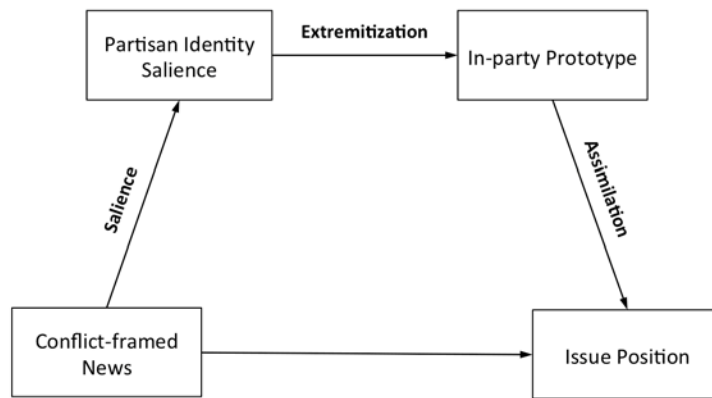 Extremitization
Partisan Identity
Salience
In-party Prototype
Salience
Assimilation
Conflict-framed
News
Issue Position